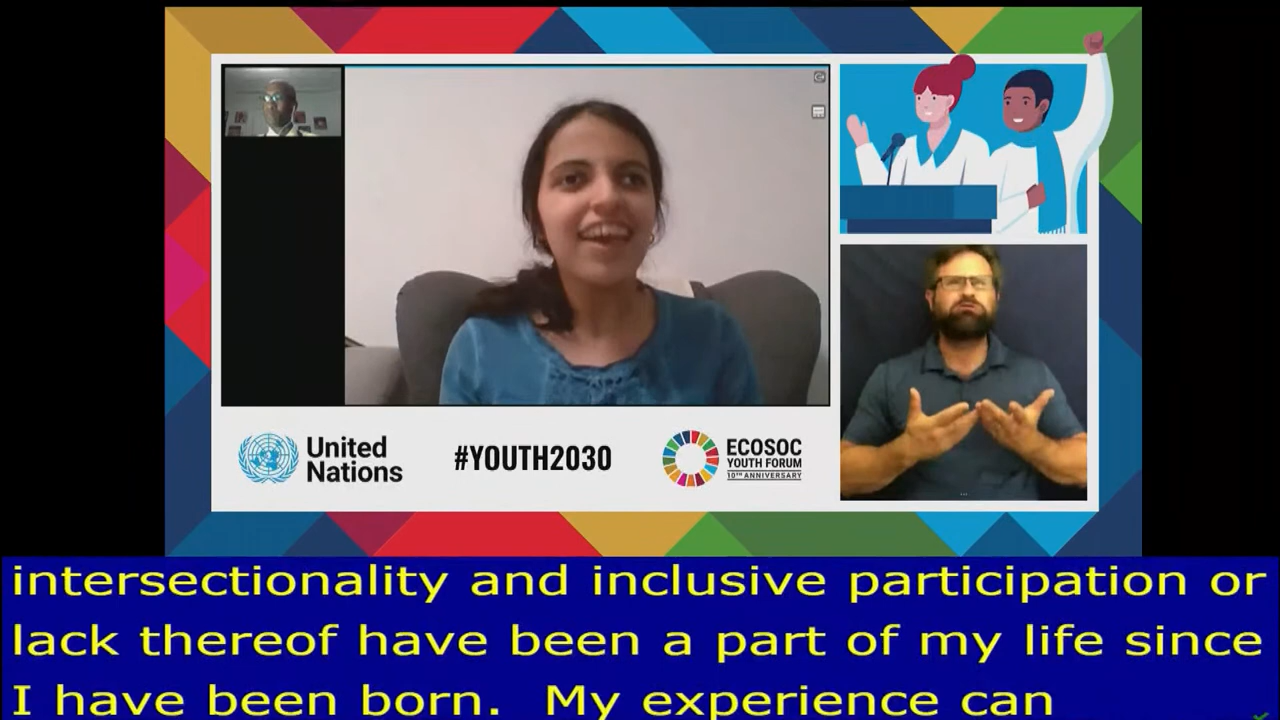 United
Nations
#YOUTH2030
ECOSOC
YOUTH FORUM
10TH ANNIVERSARY
intersectionality and inclusive participation or
lack thereof have been a part of my life since
I have been born.  My experience can